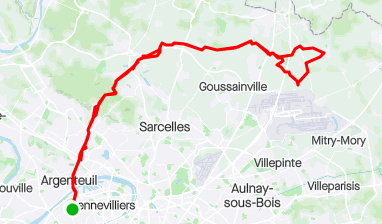 Goussainville
Sarcelles
Mitry-Mory
Villepinte
Argenteuil
Aulnay-
sous-Bois
Villeparisis
ouville
ennevilliers